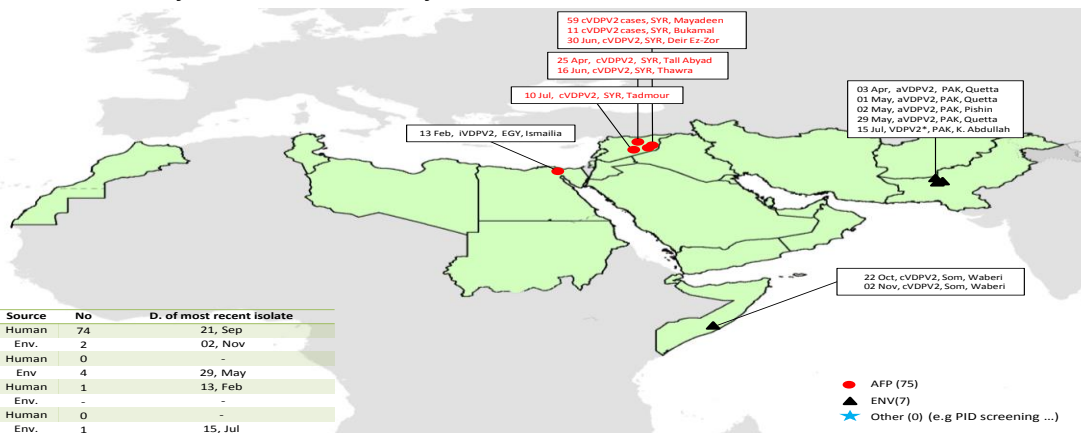 59 cVDPV2 cases, SYR, Mayadeen
11 cVDPV2 cases, SYR, Bukamal
30 Jun, cVDPV2, SYR, Deir Ez-Zor
25 Apr, cVDPV2, SYR, Tall Abyad
16 Jun, cVDPV2, SYR, Thawra
10 Jul, cVDPV2, SYR, Tadmour
13 Feb, iVDPV2, EGY, Ismailia
03 Apr, aVDPV2, PAK, Quetta
01 May, aVDPV2, PAK, Quetta
02 May, aVDPV2, PAK, Pishin
29 May, aVDPV2, PAK, Quetta
15 Jul, VDPV2*, PAK, K. Abdullah
22 Oct, cVDPV2, Som, Waberi
02 Nov, cVDPV2, Som, Waberi
Source No D. of most recent isolate
Human 74 21, Sep
Env. 2 02, Nov
Human 0 -
Env 4 29, May
Human 1 13, Feb
Env. - -
Human 0 -
Env. 1 15, Jul
AFP (75)
ENV(7)
Other (0) (e.g PID screening ...)